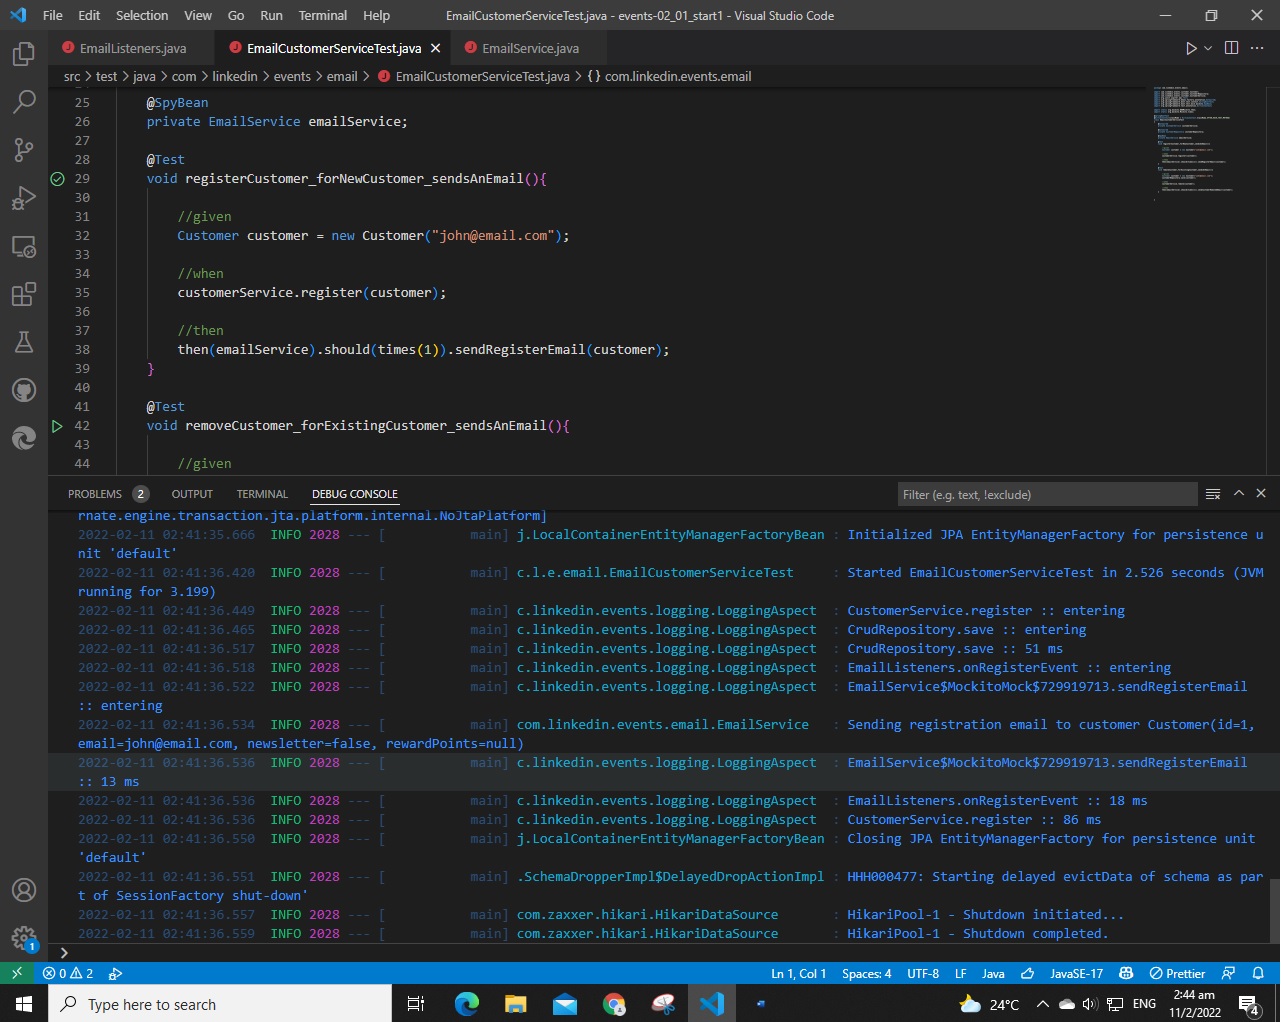 File Edit Selection View Go Run Terminal Help EmailCustomerServiceTest.java - events-02_01_start1 - Visual Studio Code
EmailListeners.java EmailCustomerServiceTest.java EmailService.java
src > test > java > com > linkedin > events > email > EmailCustomerServiceTest.java > {} com.linkedin.events.email
25 @SpyBean
26 private EmailService emailService;
27
28 @Test
29 void registerCustomer_forNewCustomer_sendsAnEmail(){
30
31 //given
32 Customer customer = new Customer("john@email.com");
33
34 //when
35 customerService.register(customer);
36
37 //then
38 then(emailService).should(times(1)).sendRegisterEmail(customer);
39 }
40
41 @Test
42 void removeCustomer_forExistingCustomer_sendsAnEmail(){
43
44 //given
PROBLEMS 2 OUTPUT TERMINAL DEBUG CONSOLE Filter (e.g. text, !exclude)
rnate.engine.transaction.jta.platform.internal.NoJtaPlatform]
2022-02-11 02:41:35.666 INFO 2028 --- [ main] j.LocalContainerEntityManagerFactoryBean : Initialized JPA EntityManagerFactory for persistence u
nit 'default'
2022-02-11 02:41:36.420 INFO 2028 --- [ main] c.l.e.email.EmailCustomerServiceTest : Started EmailCustomerServiceTest in 2.526 seconds (JVM
running for 3.199)
2022-02-11 02:41:36.449 INFO 2028 --- [ main] c.linkedin.events.logging.LoggingAspect : CustomerService.register :: entering
2022-02-11 02:41:36.465 INFO 2028 --- [ main] c.linkedin.events.logging.LoggingAspect : CrudRepository.save :: entering
2022-02-11 02:41:36.517 INFO 2028 --- [ main] c.linkedin.events.logging.LoggingAspect : CrudRepository.save :: 51 ms
2022-02-11 02:41:36.518 INFO 2028 --- [ main] c.linkedin.events.logging.LoggingAspect : EmailListeners.onRegisterEvent :: entering
2022-02-11 02:41:36.522 INFO 2028 --- [ main] c.linkedin.events.logging.LoggingAspect : EmailService$MockitoMock$729919713.sendRegisterEmail
:: entering
2022-02-11 02:41:36.534 INFO 2028 --- [ main] com.linkedin.events.email.EmailService : Sending registration email to customer Customer(id=1,
email=john@email.com, newsletter=false, rewardPoints=null)
2022-02-11 02:41:36.536 INFO 2028 --- [ main] c.linkedin.events.logging.LoggingAspect : EmailService$MockitoMock$729919713.sendRegisterEmail
:: 13 ms
2022-02-11 02:41:36.536 INFO 2028 --- [ main] c.linkedin.events.logging.LoggingAspect : EmailListeners.onRegisterEvent :: 18 ms
2022-02-11 02:41:36.536 INFO 2028 --- [ main] c.linkedin.events.logging.LoggingAspect : CustomerService.register :: 86 ms
2022-02-11 02:41:36.550 INFO 2028 --- [ main] j.LocalContainerEntityManagerFactoryBean : Closing JPA EntityManagerFactory for persistence unit
'default'
2022-02-11 02:41:36.551 INFO 2028 --- [ main] .SchemaDropperImpl$DelayedDropActionImpl : HHH000477: Starting delayed evictData of schema as par
t of SessionFactory shut-down'
2022-02-11 02:41:36.557 INFO 2028 --- [ main] com.zaxxer.hikari.HikariDataSource : HikariPool-1 - Shutdown initiated...
2022-02-11 02:41:36.559 INFO 2028 --- [ main] com.zaxxer.hikari.HikariDataSource : HikariPool-1 - Shutdown completed.
1
0 2 Ln 1, Col 1 Spaces: 4 UTF-8 LF Java JavaSE-17 Prettier
Type here to search 24°C ENG 2:44 am
11/2/2022 4